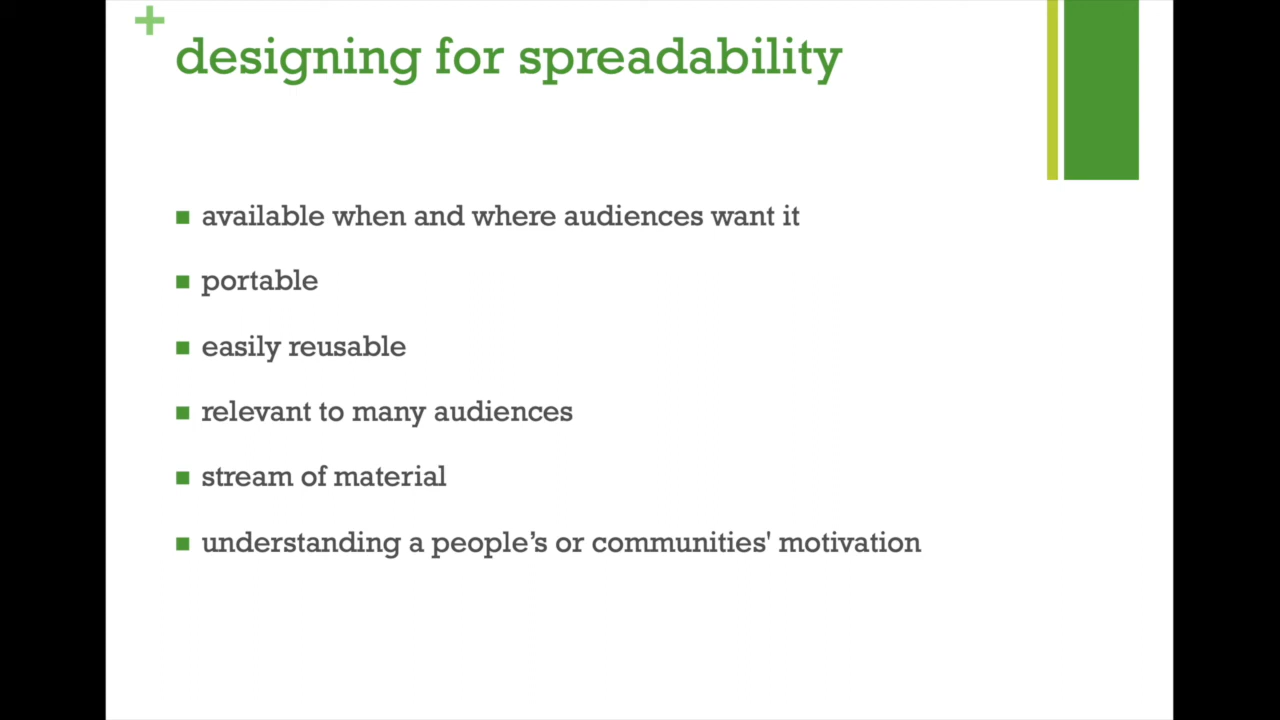 designing for spreadability
available when and where audiences want it
portable
easily reusable
relevant to many audiences
stream of material
understanding a people’s or communities' motivation